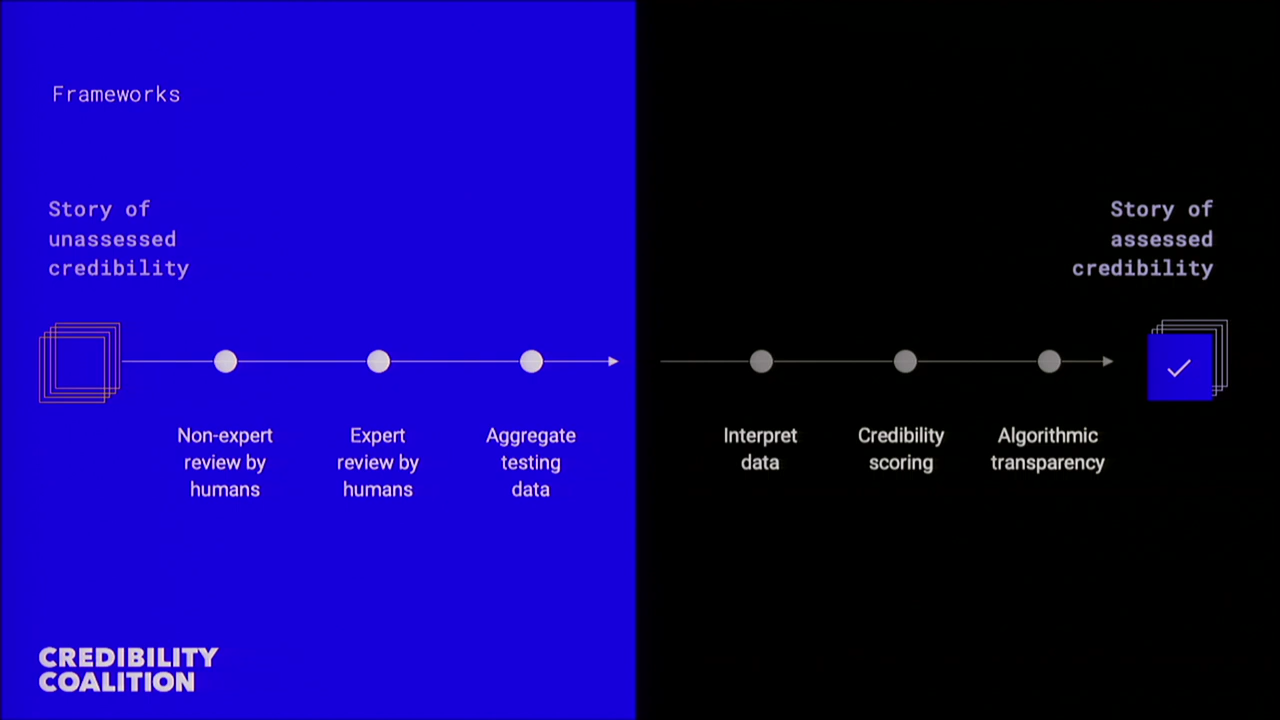 Frameworks
Story of
unassessed
credibility
Story of
assessed
credibility
Non-expert
review by
humans
Expert
review by
humans
Aggregate
testing
data
Interpret
data
Credibility
scoring
Algorithmic
transparency
CREDIBILITY
COALITION